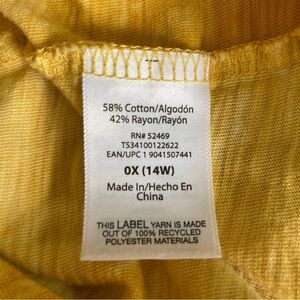 58% Cotton/Algodón
42% Rayon/Rayón
RN# 52469
TS34100122622
EAN/UPC 1 9041507441
0X (14W)
Made in/Hecho En
China
THIS LABEL YARN IS MADE
OUT OF 100% RECYCLED
POLYESTER MATERIALS